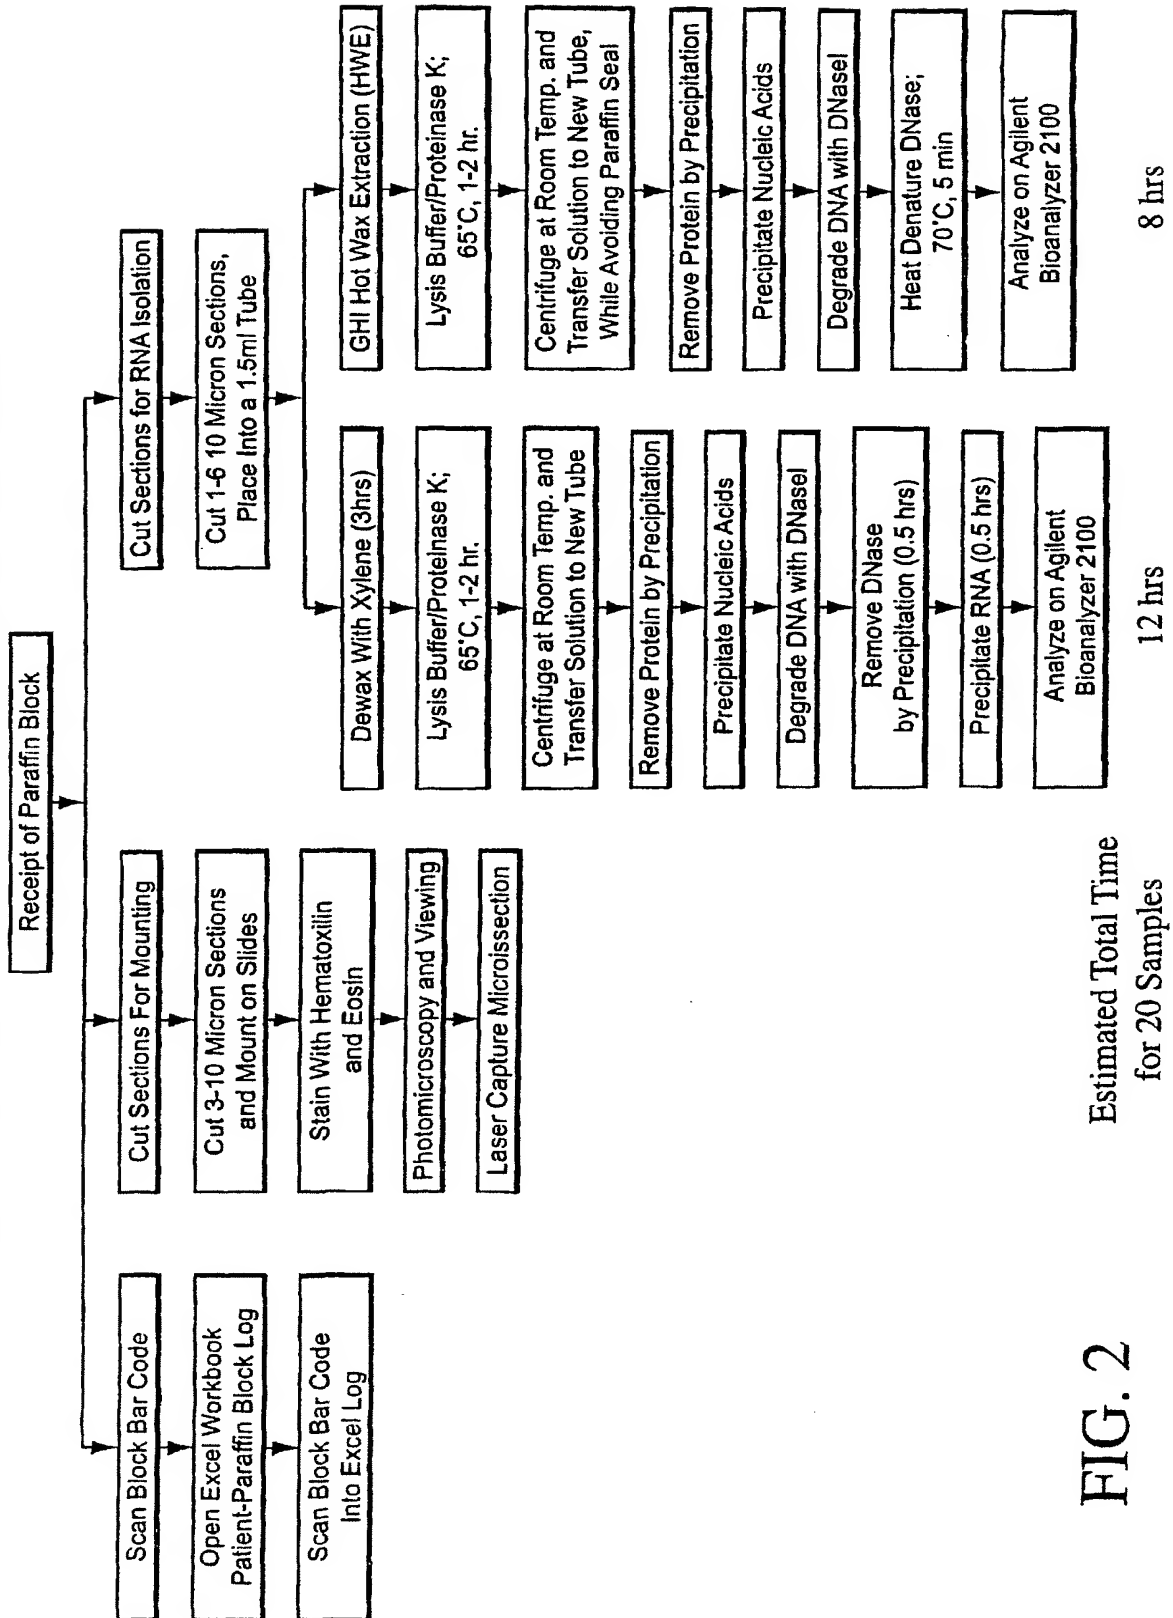 Receipt of Paraffin Block
Scan Block Bar Code
Open Excel Workbook
Patient-Paraffin Block Log
Scan Block Bar Code
Into Excel Log
Cut Sections For Mounting
Cut 3-10 Micron Sections
and Mount on Slides
Stain With Hematoxilin
and Eosin
Photomicroscopy and Viewing
Laser Capture Microissection
Cut Sections for RNA Isolation
Cut 1-6 10 Micron Sections,
Place Into a 1.5ml Tube
Dewax With Xylene (3hrs)
Lysis Buffer/Proteinase K;
65°C, 1-2 hr.
Centrifuge at Room Temp. and
Transfer Solution to New Tube
Remove Protein by Precipitation
Precipitate Nucleic Acids
Degrade DNA with DNaseI
Remove DNase
by Precipitation (0.5 hrs)
Precipitate RNA (0.5 hrs)
Analyze on Agilent
Bioanalyzer 2100
GHI Hot Wax Extraction (HWE)
Lysis Buffer/Proteinase K;
65°C, 1-2 hr.
Centrifuge at Room Temp. and
Transfer Solution to New Tube,
While Avoiding Paraffin Seal
Remove Protein by Precipitation
Precipitate Nucleic Acids
Degrade DNA with DNaseI
Heat Denature DNase;
70°C, 5 min
Analyze on Agilent
Bioanalyzer 2100
Estimated Total Time
for 20 Samples
12 hrs
8 hrs
FIG. 2